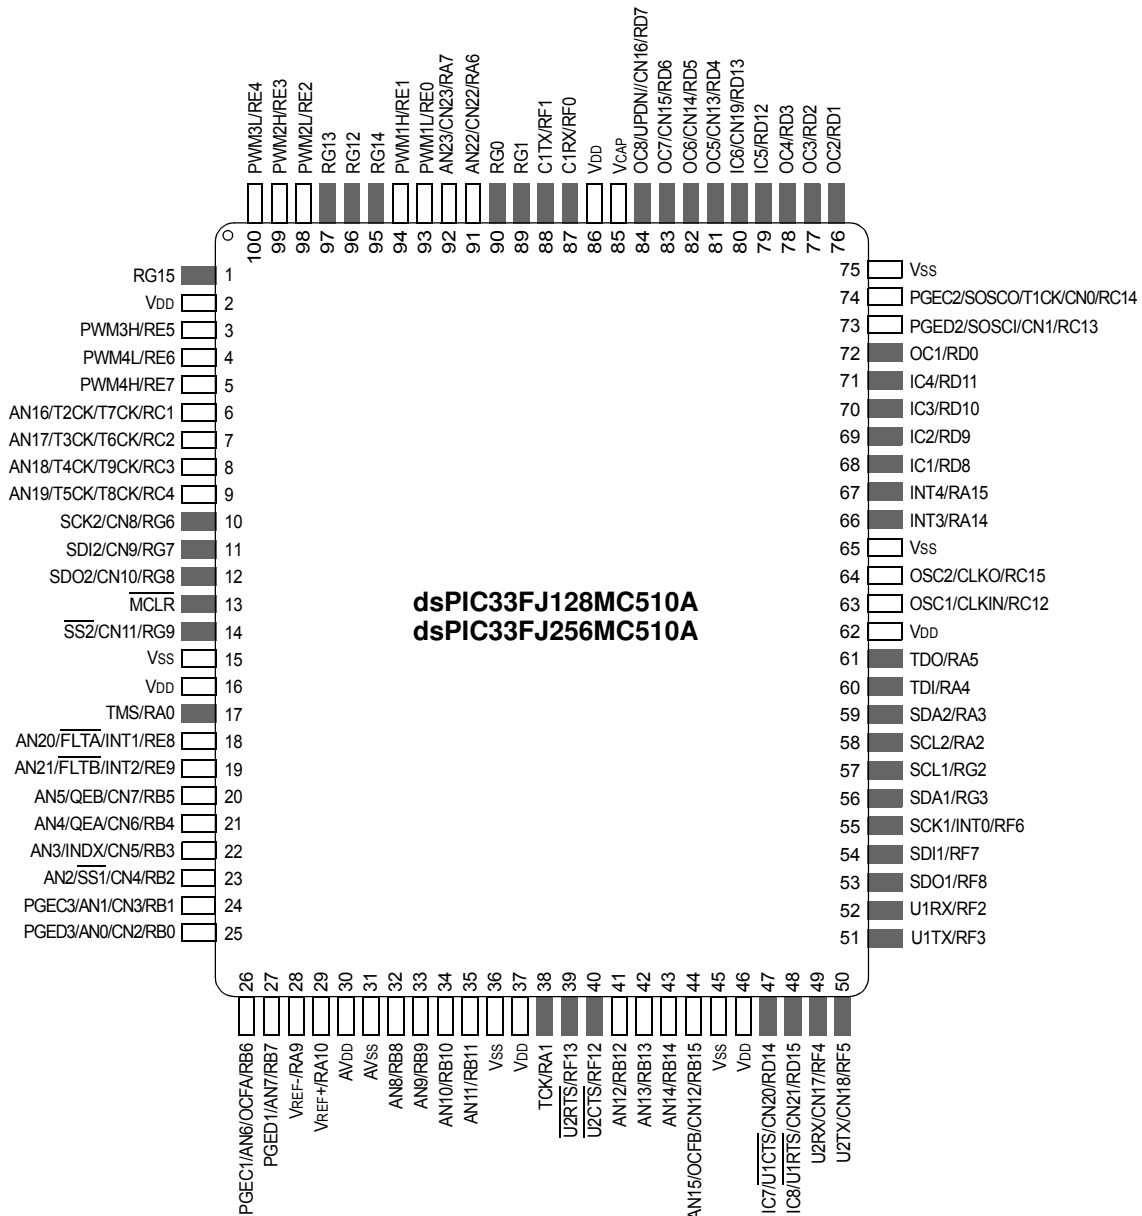 PWM3L/RE4
PWM2H/RE3
PWM2L/RE2
RG13
RG12
RG14
PWM1H/RE1
PWM1L/RE0
AN23/CN23/RA7
AN22/CN22/RA6
RG0
RG1
C1TX/RF1
C1RX/RF0
VDD
VCAP
OC8/UPDN//CN16/RD7
OC7/CN15/RD6
OC6/CN14/RD5
OC5/CN13/RD4
IC6/CN19/RD13
IC5/RD12
OC4/RD3
OC3/RD2
OC2/RD1
100 99 98 97 96 95 94 93 92 91 90 89 88 87 86 85 84 83 82 81 80 79 78 77 76
RG15 1
VDD 2
PWM3H/RE5 3
PWM4L/RE6 4
PWM4H/RE7 5
AN16/T2CK/T7CK/RC1 6
AN17/T3CK/T6CK/RC2 7
AN18/T4CK/T9CK/RC3 8
AN19/T5CK/T8CK/RC4 9
SCK2/CN8/RG6 10
SDI2/CN9/RG7 11
SDO2/CN10/RG8 12
MCLR 13
SS2/CN11/RG9 14
VSS 15
VDD 16
TMS/RA0 17
AN20/FLTA/INT1/RE8 18
AN21/FLTB/INT2/RE9 19
AN5/QEB/CN7/RB5 20
AN4/QEA/CN6/RB4 21
AN3/INDX/CN5/RB3 22
AN2/SS1/CN4/RB2 23
PGEC3/AN1/CN3/RB1 24
PGED3/AN0/CN2/RB0 25
dsPIC33FJ128MC510A
dsPIC33FJ256MC510A
75 VSS
74 PGEC2/SOSCO/T1CK/CN0/RC14
73 PGED2/SOSCI/CN1/RC13
72 OC1/RD0
71 IC4/RD11
70 IC3/RD10
69 IC2/RD9
68 IC1/RD8
67 INT4/RA15
66 INT3/RA14
65 VSS
64 OSC2/CLKO/RC15
63 OSC1/CLKIN/RC12
62 VDD
61 TDO/RA5
60 TDI/RA4
59 SDA2/RA3
58 SCL2/RA2
57 SCL1/RG2
56 SDA1/RG3
55 SCK1/INT0/RF6
54 SDI1/RF7
53 SDO1/RF8
52 U1RX/RF2
51 U1TX/RF3
26 27 28 29 30 31 32 33 34 35 36 37 38 39 40 41 42 43 44 45 46 47 48 49 50
PGEC1/AN6/OCFA/RB6
PGED1/AN7/RB7
VREF-/RA9
VREF+/RA10
AVDD
AVSS
AN8/RB8
AN9/RB9
AN10/RB10
AN11/RB11
VSS
VDD
TCK/RA1
U2RTS/RF13
U2CTS/RF12
AN12/RB12
AN13/RB13
AN14/RB14
AN15/OCFB/CN12/RB15
VSS
VDD
IC7/U1CTS/CN20/RD14
IC8/U1RTS/CN21/RD15
U2RX/CN17/RF4
U2TX/CN18/RF5